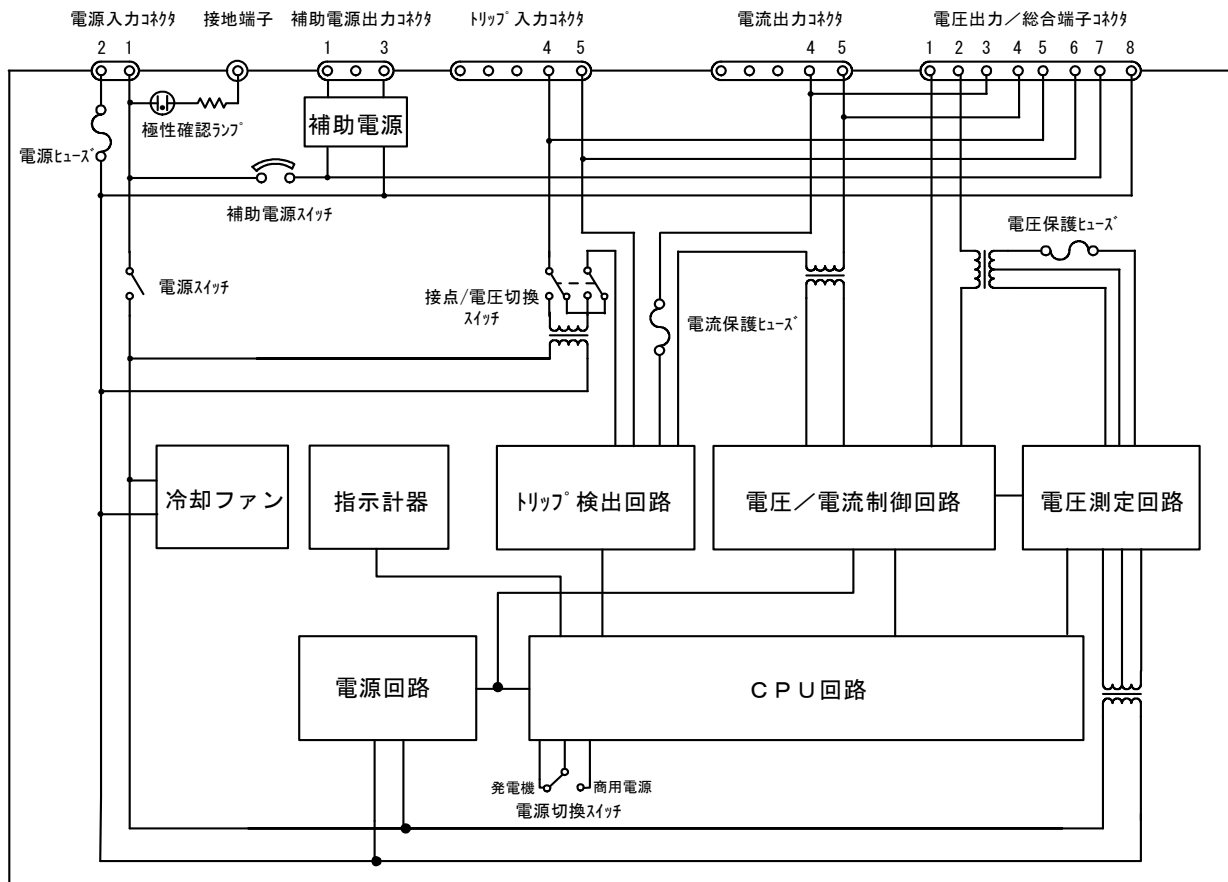 電源入力ｺﾈｸﾀ 接地端子 補助電源出力ｺﾈｸﾀ ﾄﾘｯﾌﾟ入力ｺﾈｸﾀ 電流出力ｺﾈｸﾀ 電圧出力／総合端子ｺﾈｸﾀ
2 1 1 3 4 5 4 5 1 2 3 4 5 6 7 8
極性確認ﾗﾝﾌﾟ
補助電源
電源ﾋｭｰｽﾞ
補助電源ｽｲｯﾁ
電圧保護ﾋｭｰｽﾞ
電源ｽｲｯﾁ
接点/電圧切換
ｽｲｯﾁ
電流保護ﾋｭｰｽﾞ
冷却ファン
指示計器
ﾄﾘｯﾌﾟ検出回路
電圧／電流制御回路
電圧測定回路
電源回路
ＣＰＵ回路
発電機 商用電源
電源切換ｽｲｯﾁ